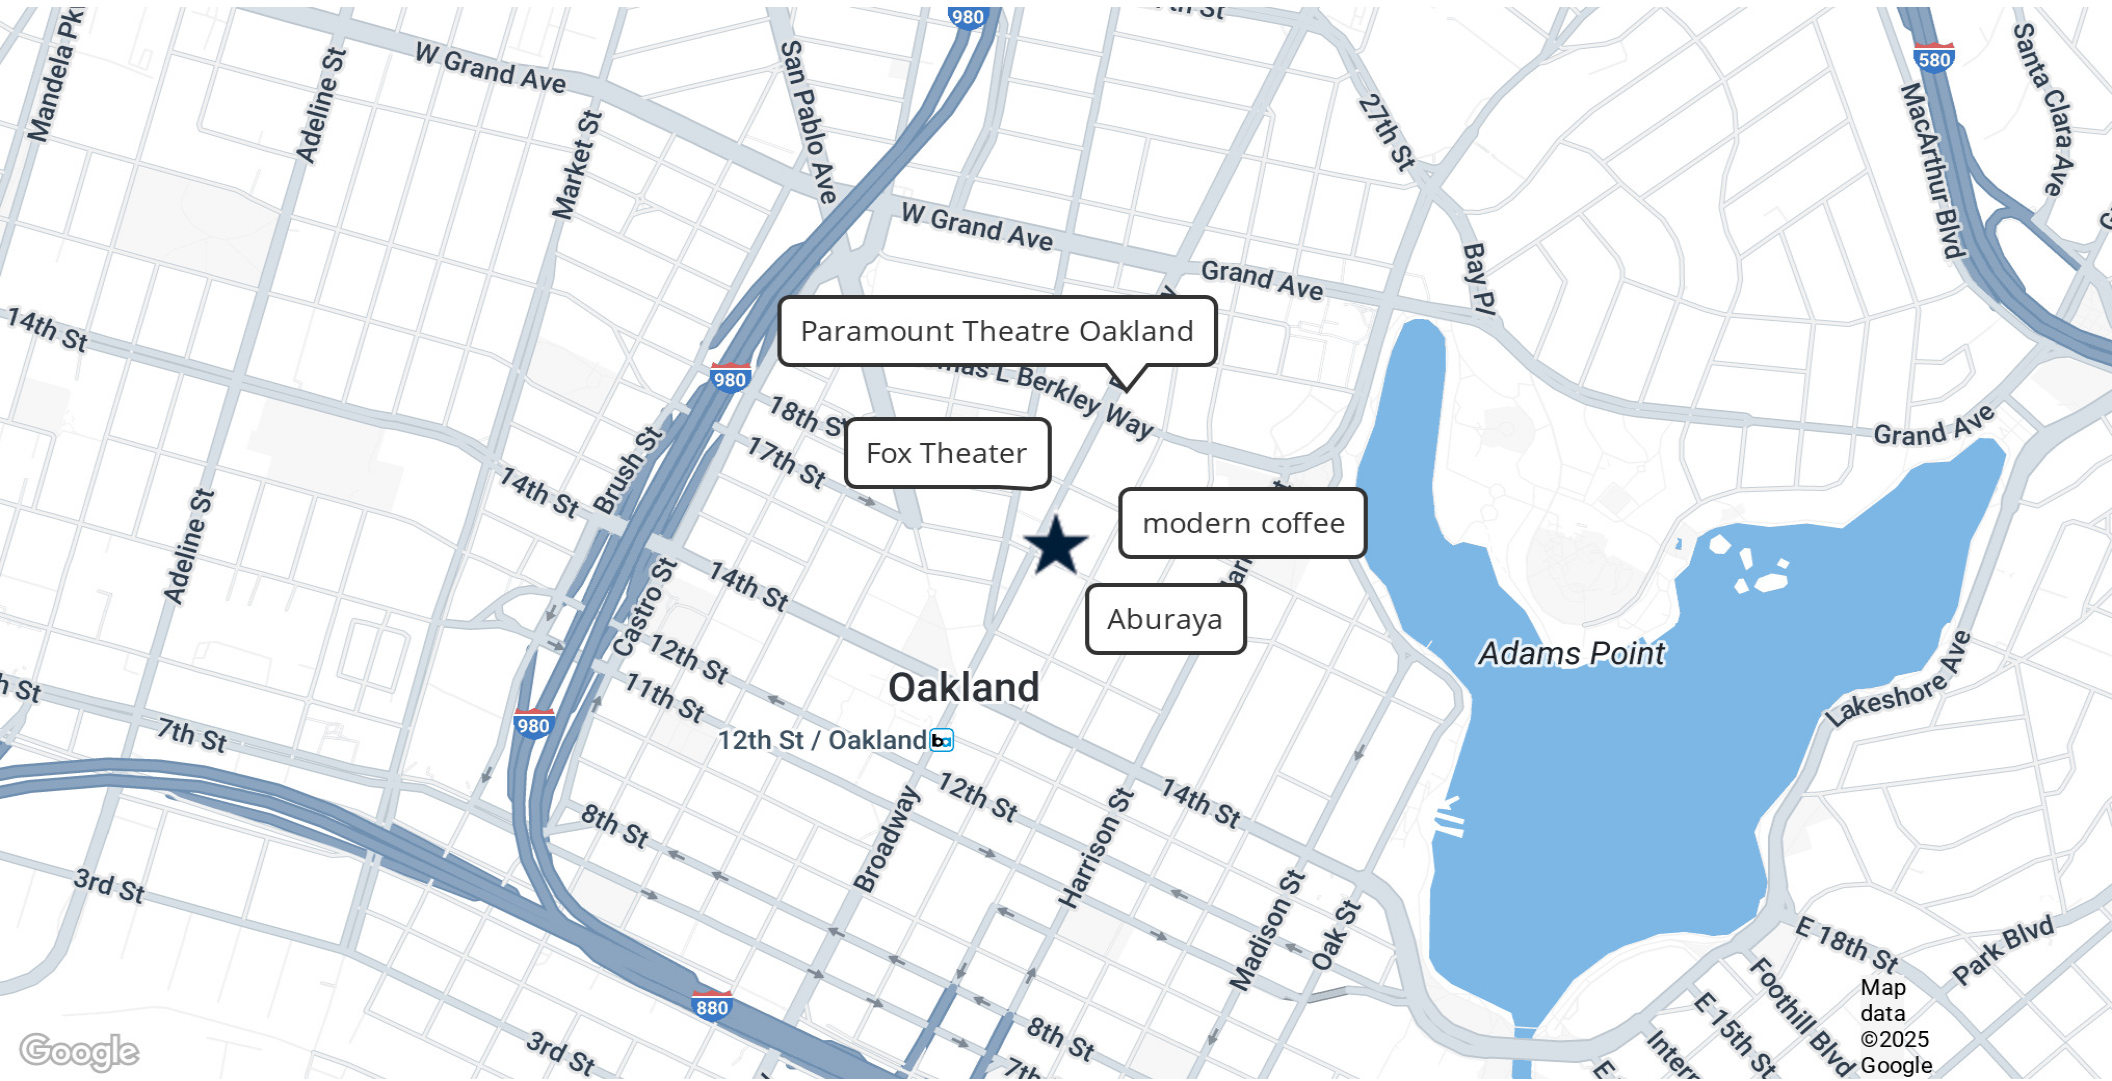 980
th St
Mandela Pk
Adeline St
W Grand Ave
Market St
San Pablo Ave
27th St
580
MacArthur Blvd
Santa Clara Ave
W Grand Ave
Grand Ave
Bay Pl
14th St
Paramount Theatre Oakland
980
L Berkley Way
18th St
Fox Theater
17th St
Brush St
Grand Ave
14th St
Adeline St
modern coffee
Castro St
14th St
Aburaya
12th St
Adams Point
11th St
Oakland
Lakeshore Ave
7th St
980
12th St / Oakland
ba
12th St
14th St
8th St
Broadway
Harrison St
3rd St
Madison St
Oak St
E 18th St
Park Blvd
Foothill Blvd
E 15th St
880
8th St
3rd St
7th
Map
data
©2025
Google
Google